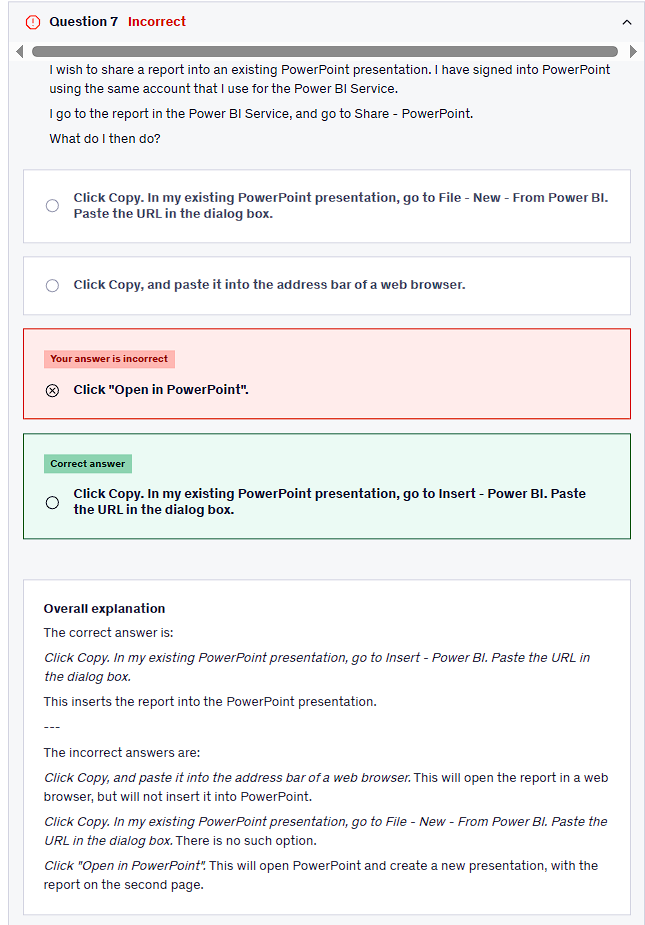 Question 7 Incorrect
I wish to share a report into an existing PowerPoint presentation. I have signed into PowerPoint
using the same account that I use for the Power BI Service.
I go to the report in the Power BI Service, and go to Share - PowerPoint.
What do I then do?
Click Copy. In my existing PowerPoint presentation, go to File - New - From Power BI.
Paste the URL in the dialog box.
Click Copy, and paste it into the address bar of a web browser.
Your answer is incorrect
Click "Open in PowerPoint".
Correct answer
Click Copy. In my existing PowerPoint presentation, go to Insert - Power BI. Paste
the URL in the dialog box.
Overall explanation
The correct answer is:
Click Copy. In my existing PowerPoint presentation, go to Insert - Power BI. Paste the URL in
the dialog box.
This inserts the report into the PowerPoint presentation.
---
The incorrect answers are:
Click Copy, and paste it into the address bar of a web browser. This will open the report in a web
browser, but will not insert it into PowerPoint.
Click Copy. In my existing PowerPoint presentation, go to File - New - From Power BI. Paste the
URL in the dialog box. There is no such option.
Click "Open in PowerPoint". This will open PowerPoint and create a new presentation, with the
report on the second page.